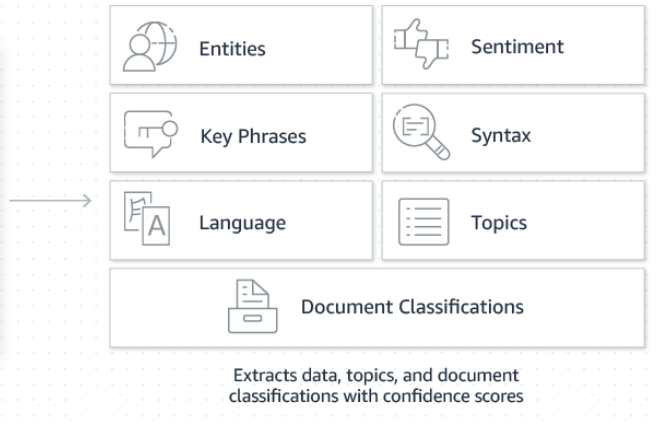 Entities
Sentiment
Key Phrases
Syntax
Language
A
Topics
Document Classifications
Extracts data, topics, and document
classifications with confidence scores